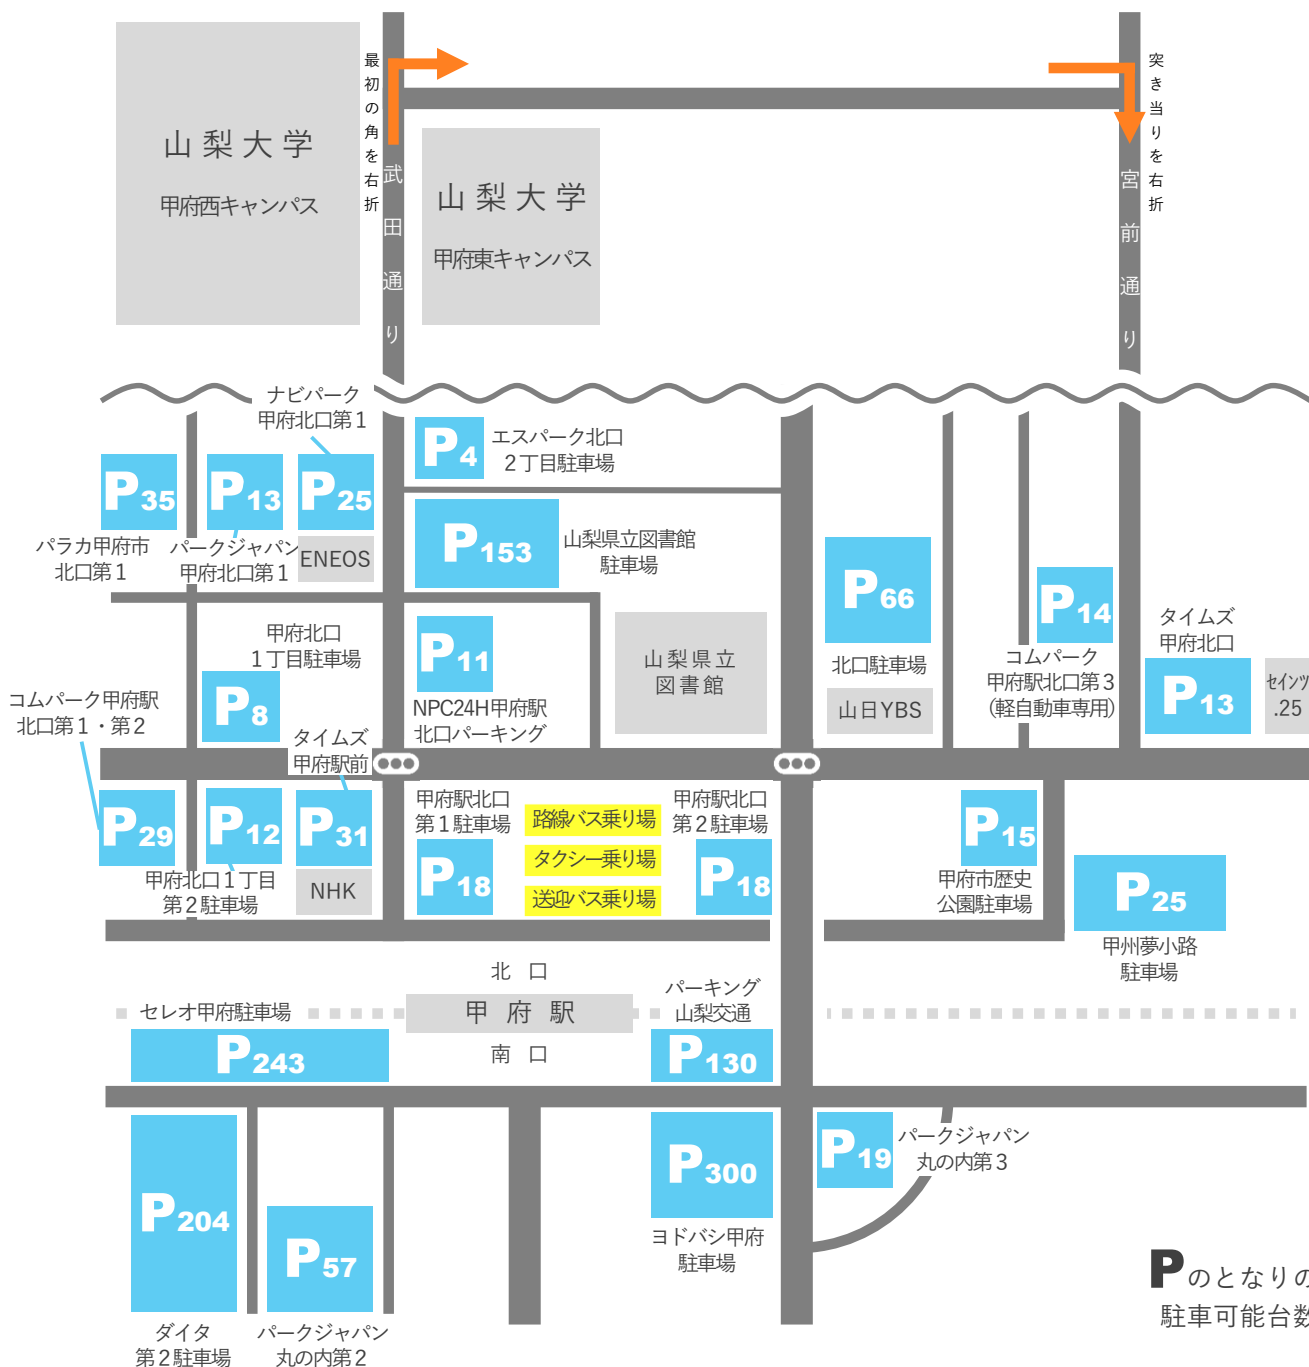 山梨大学
甲府西キャンパス
最初の角を右折
武田通り
山梨大学
甲府東キャンパス
突き当りを右折
宮前通り
ナビパーク
甲府北口第1
P4
エスパーク北口
2丁目駐車場
P35
パラカ甲府市
北口第1
P13
パークジャパン
甲府北口第1
P25
ENEOS
P153
山梨県立図書館
駐車場
P66
北口駐車場
山日YBS
P14
コムパーク
甲府駅北口第3
（軽自動車専用）
タイムズ
甲府北口
P13
セインツ
.25
甲府北口
1丁目駐車場
P8
P11
NPC24H甲府駅
北口パーキング
山梨県立
図書館
コムパーク甲府駅
北口第1・第2
タイムズ
甲府駅前
P29
P12
甲府北口1丁目
第2駐車場
P31
NHK
甲府駅北口
第1駐車場
P18
路線バス乗り場
タクシー乗り場
送迎バス乗り場
甲府駅北口
第2駐車場
P18
P15
甲府市歴史
公園駐車場
P25
甲州夢小路
駐車場
北口
甲府駅
南口
セレオ甲府駐車場
P243
パーキング
山梨交通
P130
P204
ダイタ
第2駐車場
P57
パークジャパン
丸の内第2
P300
ヨドバシ甲府
駐車場
P19
パークジャパン
丸の内第3
Pのとなりの
駐車可能台数